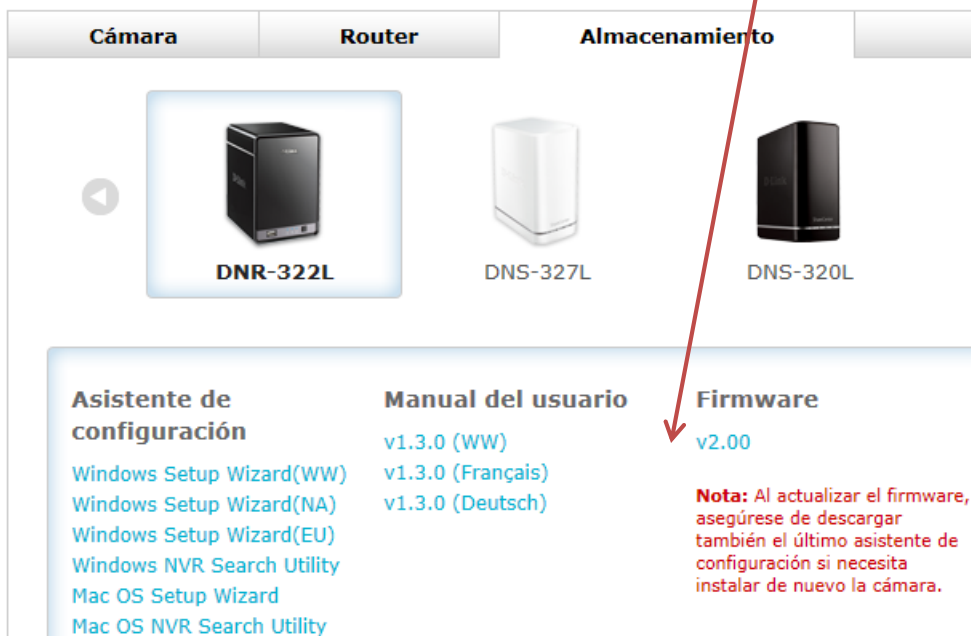 Cámara
Router
Almacenamiento
DNR-322L
DNS-327L
DNS-320L
Asistente de
configuración
Windows Setup Wizard(WW)
Windows Setup Wizard(NA)
Windows Setup Wizard(EU)
Windows NVR Search Utility
Mac OS Setup Wizard
Mac OS NVR Search Utility
Manual del usuario
v1.3.0 (WW)
v1.3.0 (Français)
v1.3.0 (Deutsch)
Firmware
v2.00
Nota: Al actualizar el firmware,
asegúrese de descargar
también el último asistente de
configuración si necesita
instalar de nuevo la cámara.